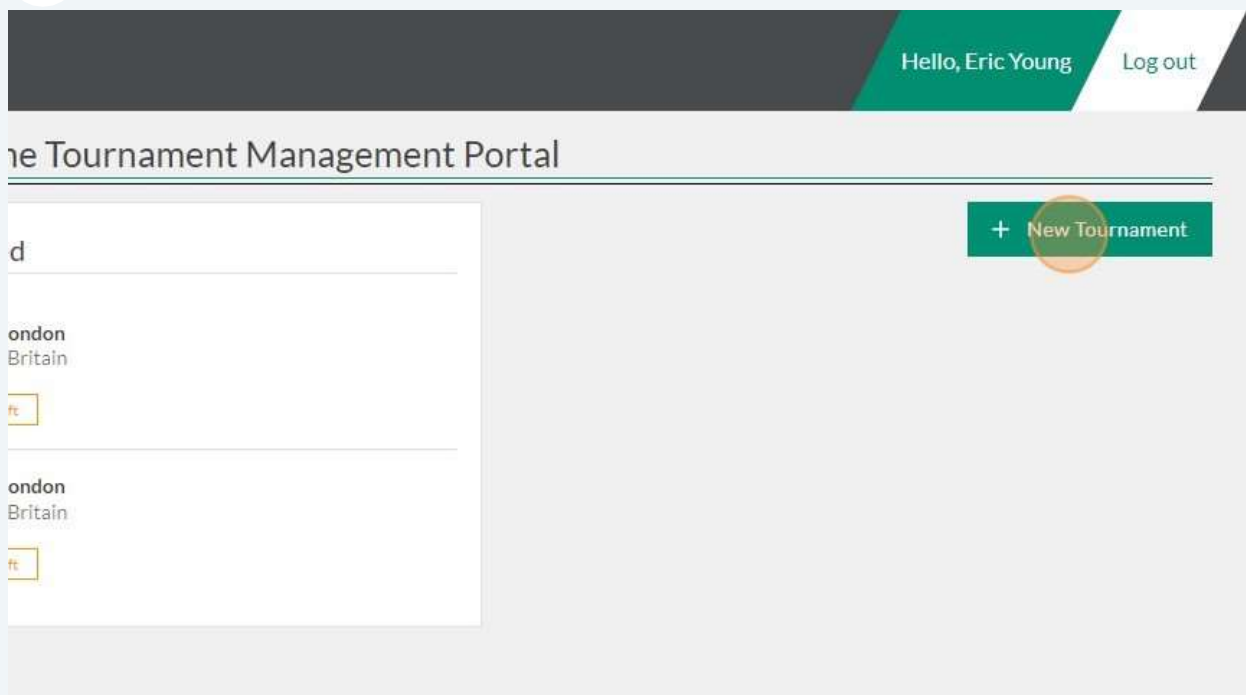 Hello, Eric Young Log out
he Tournament Management Portal
+ New Tournament
d
ondon
Britain
ft
ondon
Britain
ft